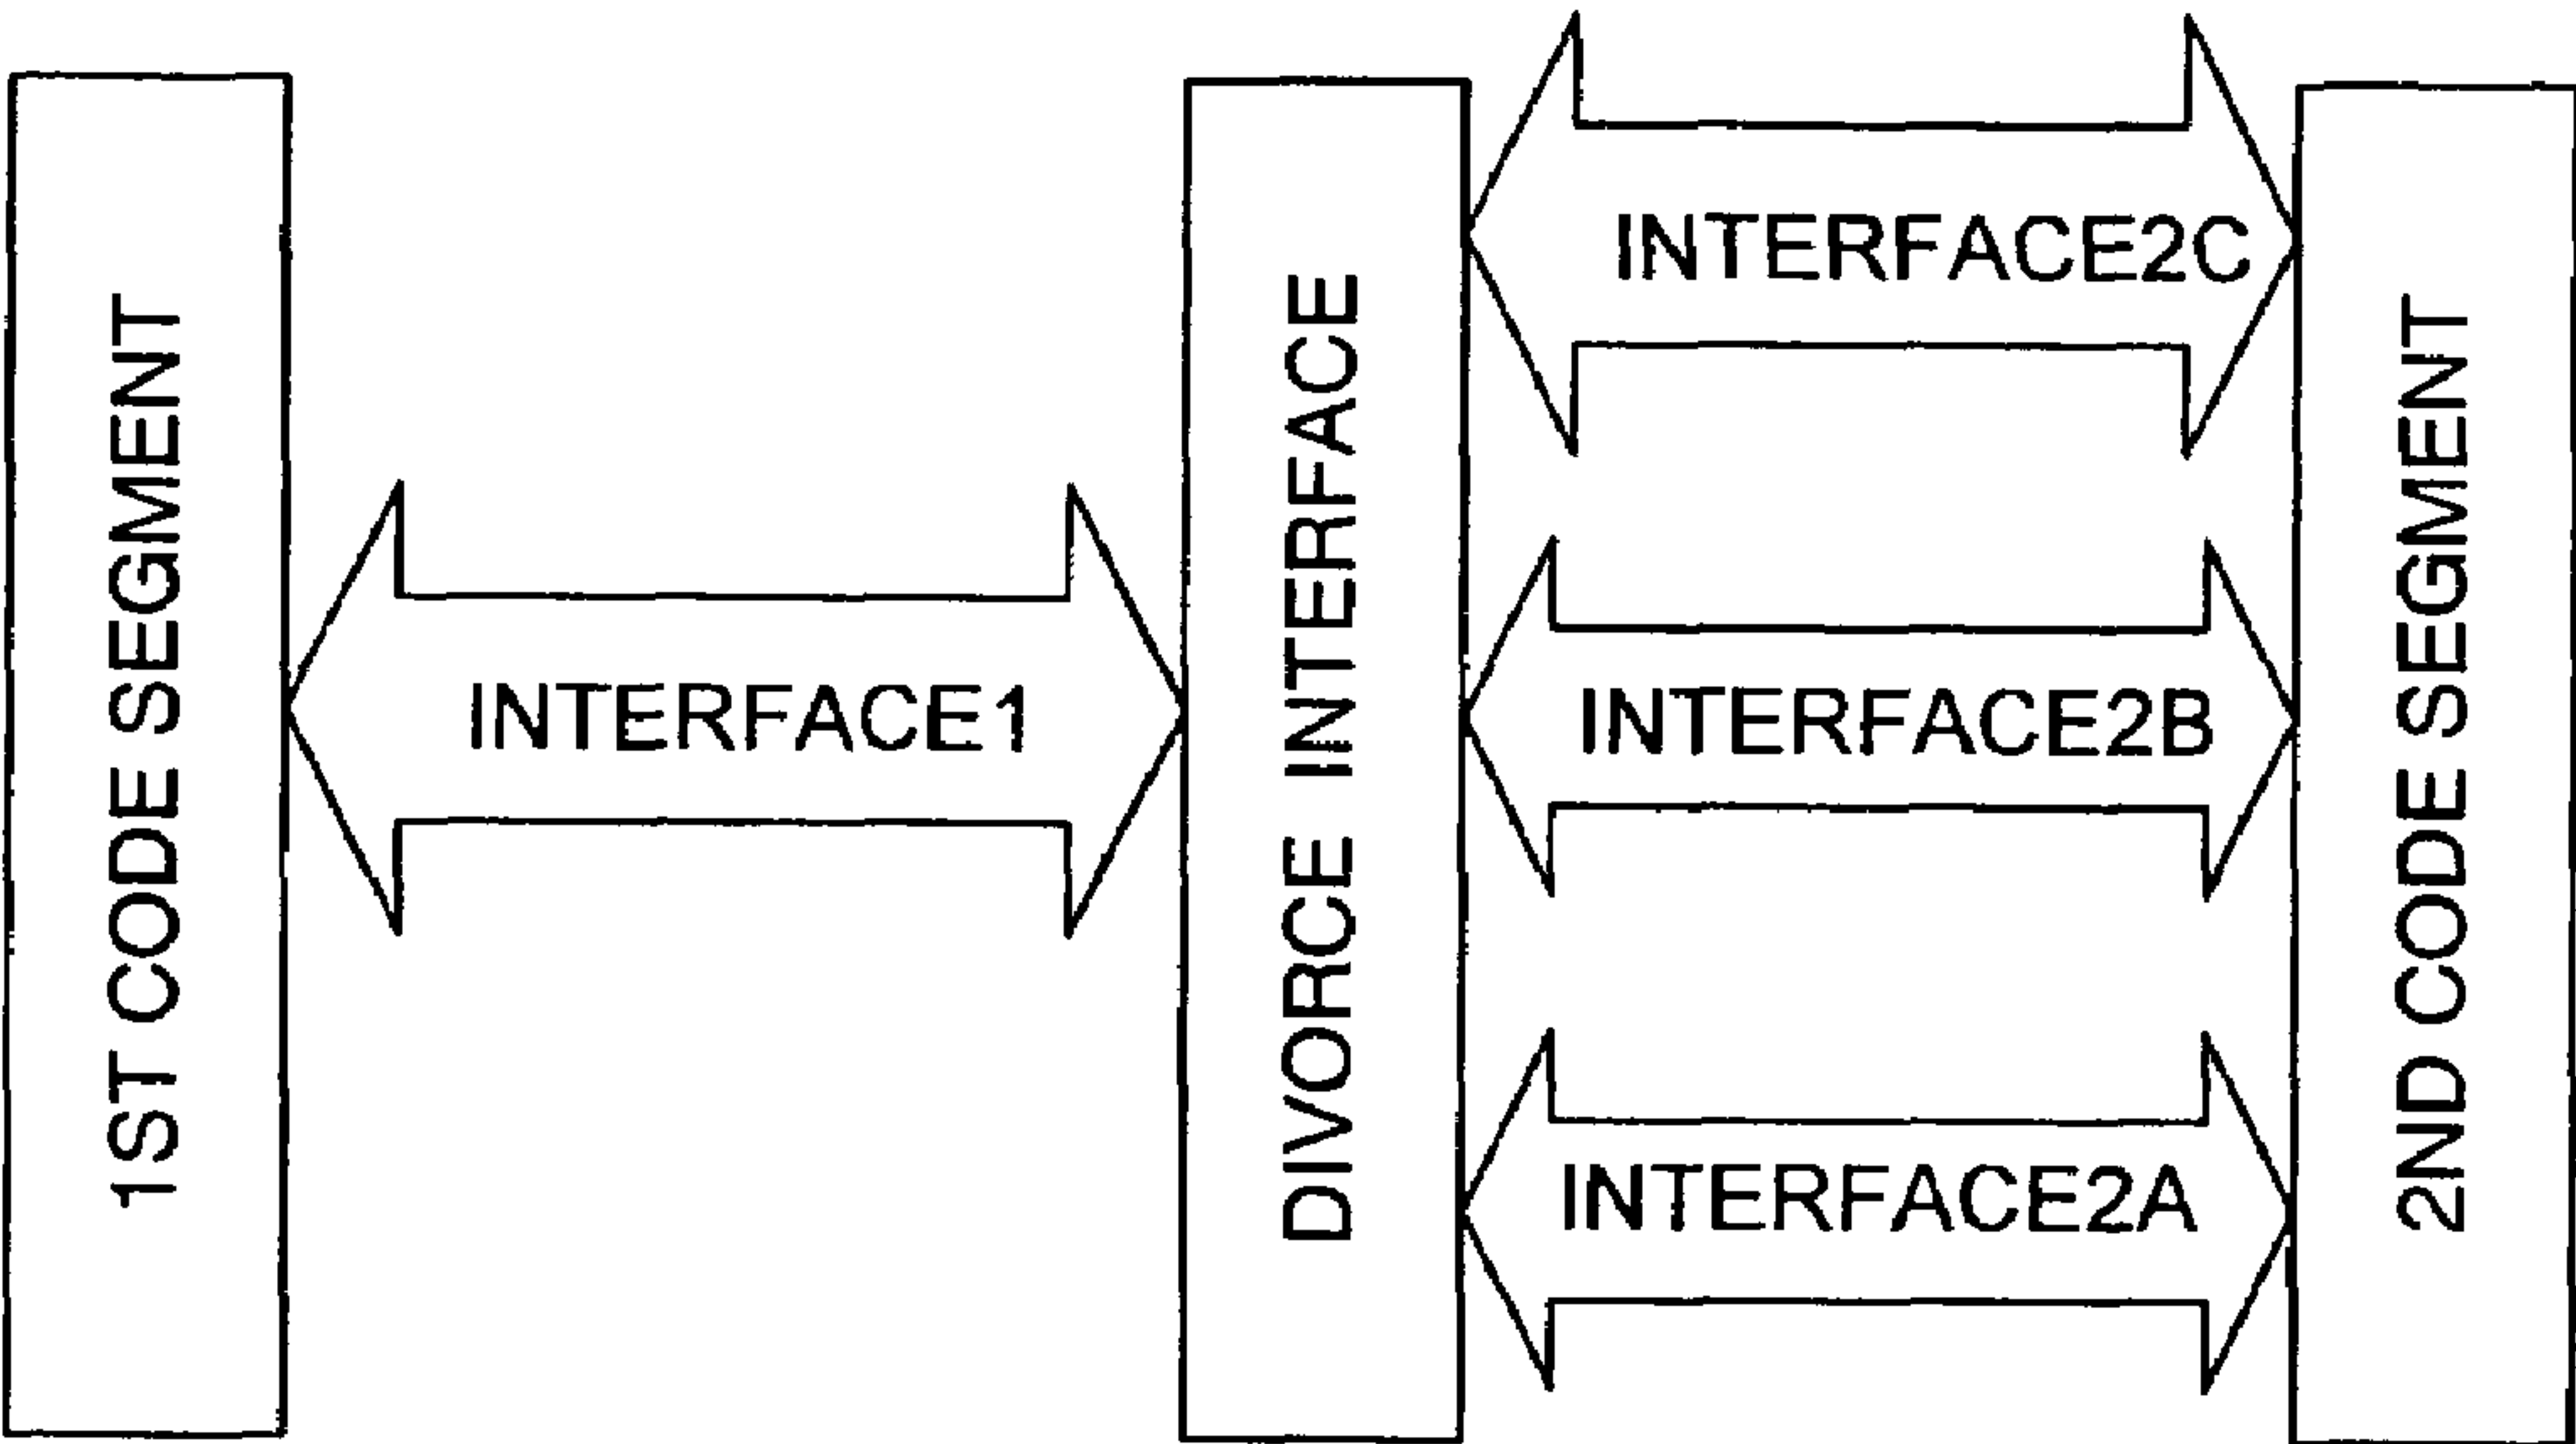 1ST CODE SEGMENT
INTERFACE1
DIVORCE INTERFACE
INTERFACE2C
INTERFACE2B
INTERFACE2A
2ND CODE SEGMENT